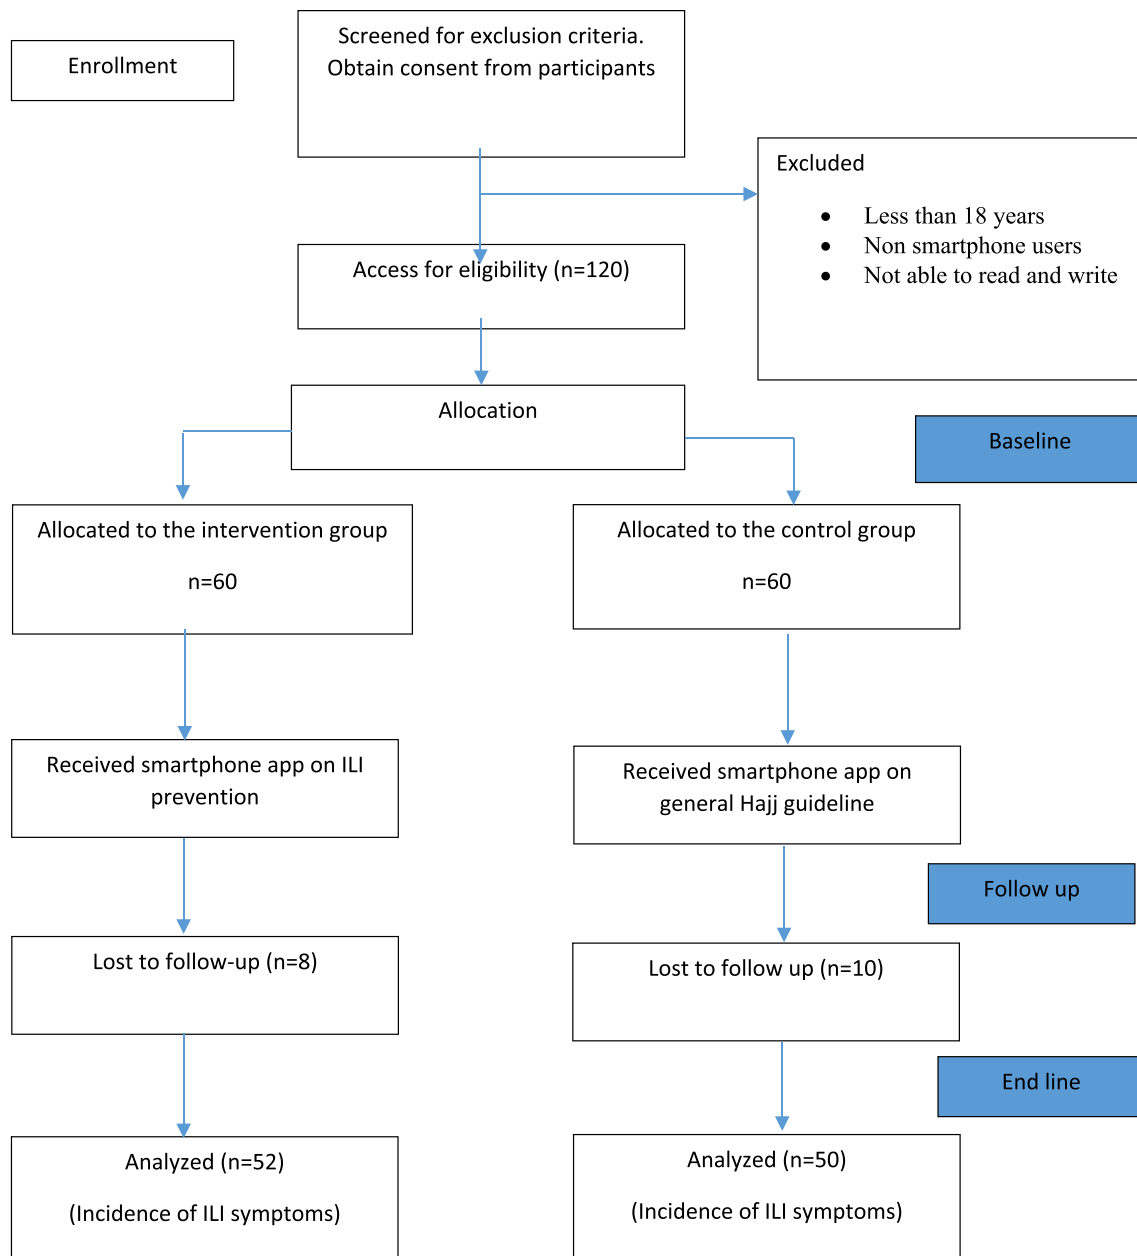 Enrollment
Screened for exclusion criteria.
Obtain consent from participants
Excluded
• Less than 18 years
• Non smartphone users
• Not able to read and write
Access for eligibility (n=120)
Allocation
Baseline
Allocated to the intervention group
n=60
Allocated to the control group
n=60
Received smartphone app on ILI
prevention
Received smartphone app on
general Hajj guideline
Follow up
Lost to follow-up (n=8)
Lost to follow up (n=10)
End line
Analyzed (n=52)
(Incidence of ILI symptoms)
Analyzed (n=50)
(Incidence of ILI symptoms)